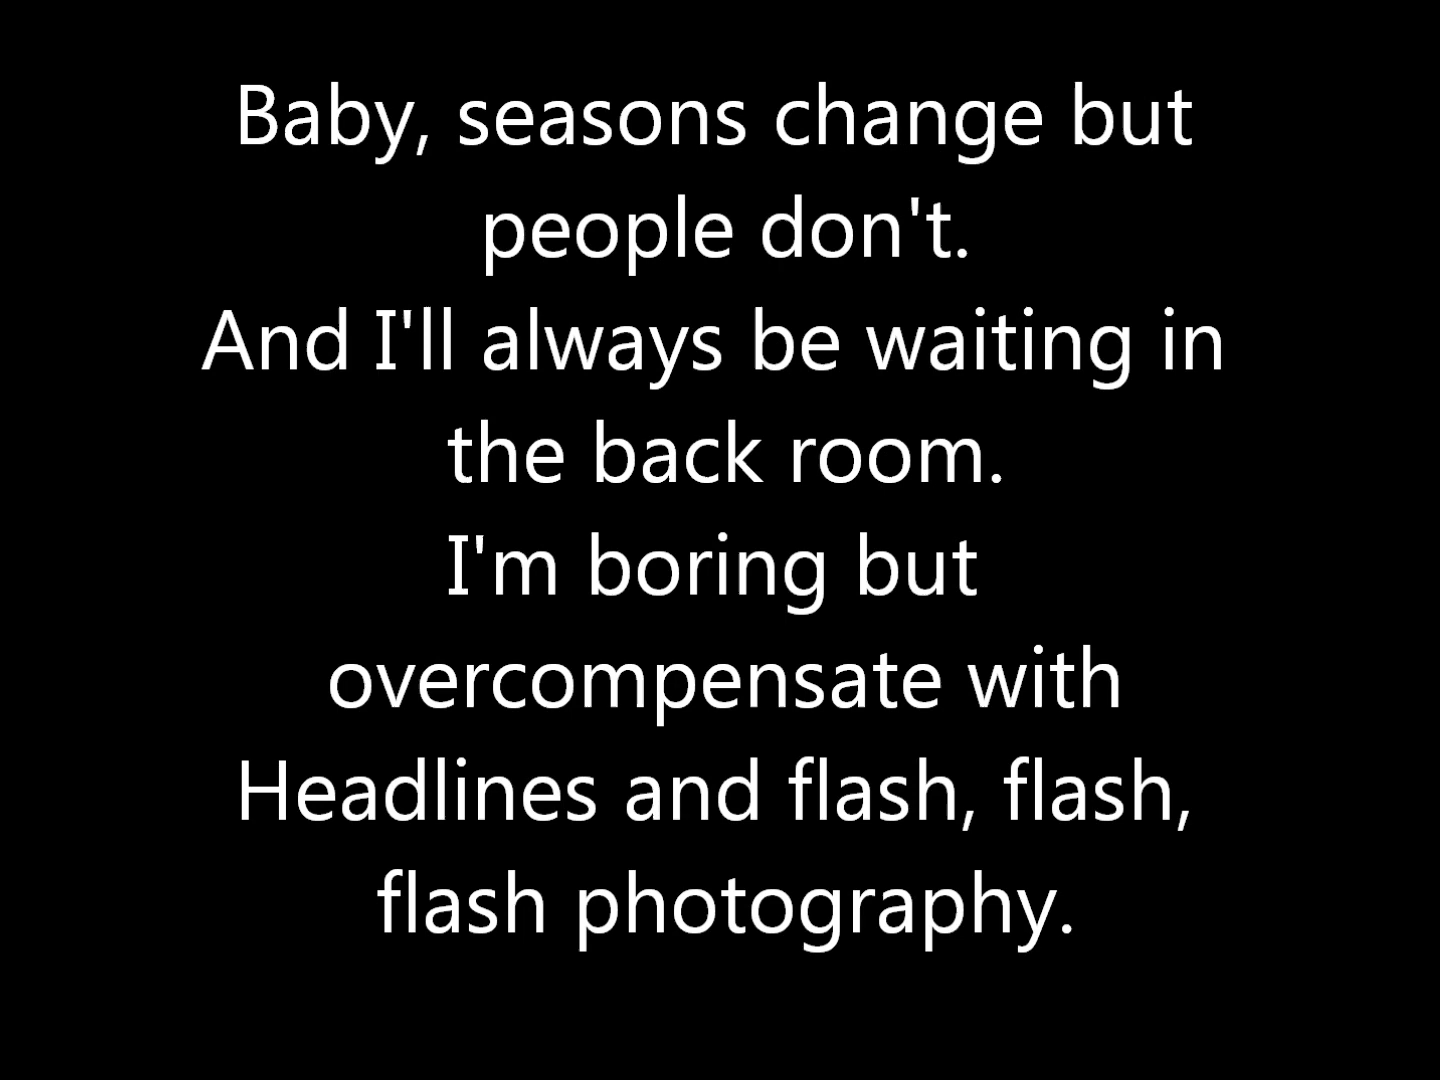 Baby, seasons change but
people don't.
And I'll always be waiting in
the back room.
I'm boring but
overcompensate with
Headlines and flash, flash,
flash photography.